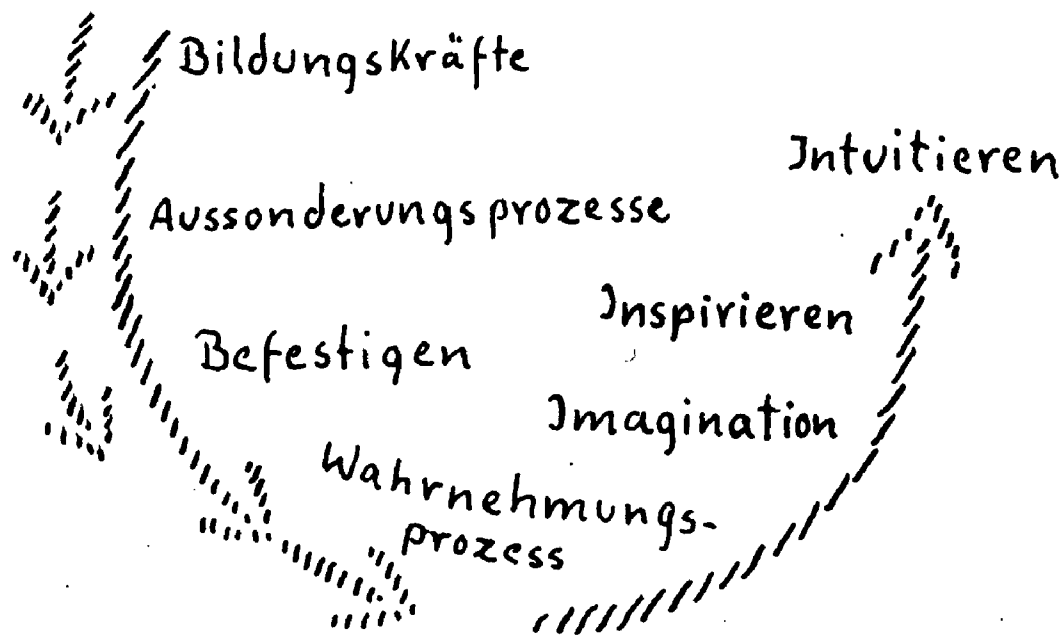 Bildungskräfte
Intuitieren
Aussonderungsprozesse
Inspirieren
Befestigen
Imagination
Wahrnehmungs-
prozess